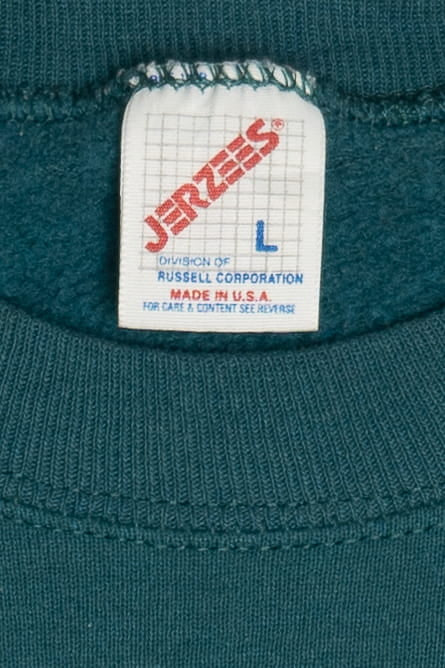 JERZEES®
L
DIVISION OF
RUSSELL CORPORATION
MADE IN U.S.A.
FOR CARE & CONTENT SEE REVERSE